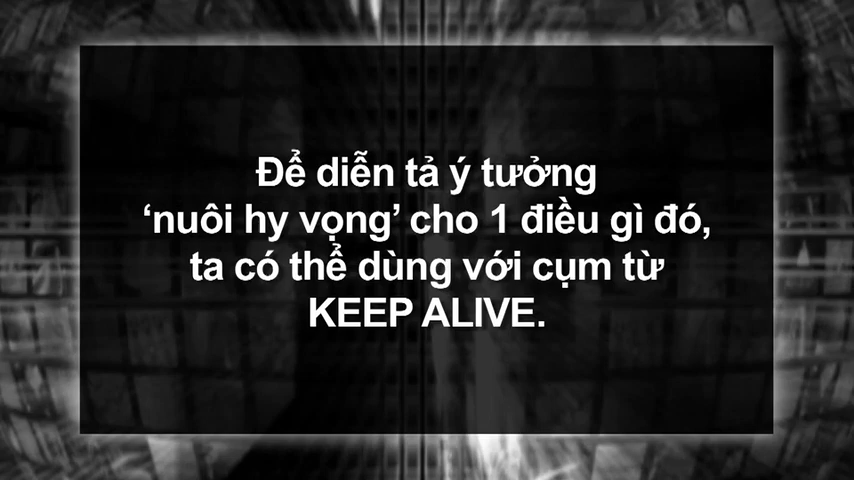 Để diễn tả ý tưởng
‘nuôi hy vọng’ cho 1 điều gì đó,
ta có thể dùng với cụm từ
KEEP ALIVE.